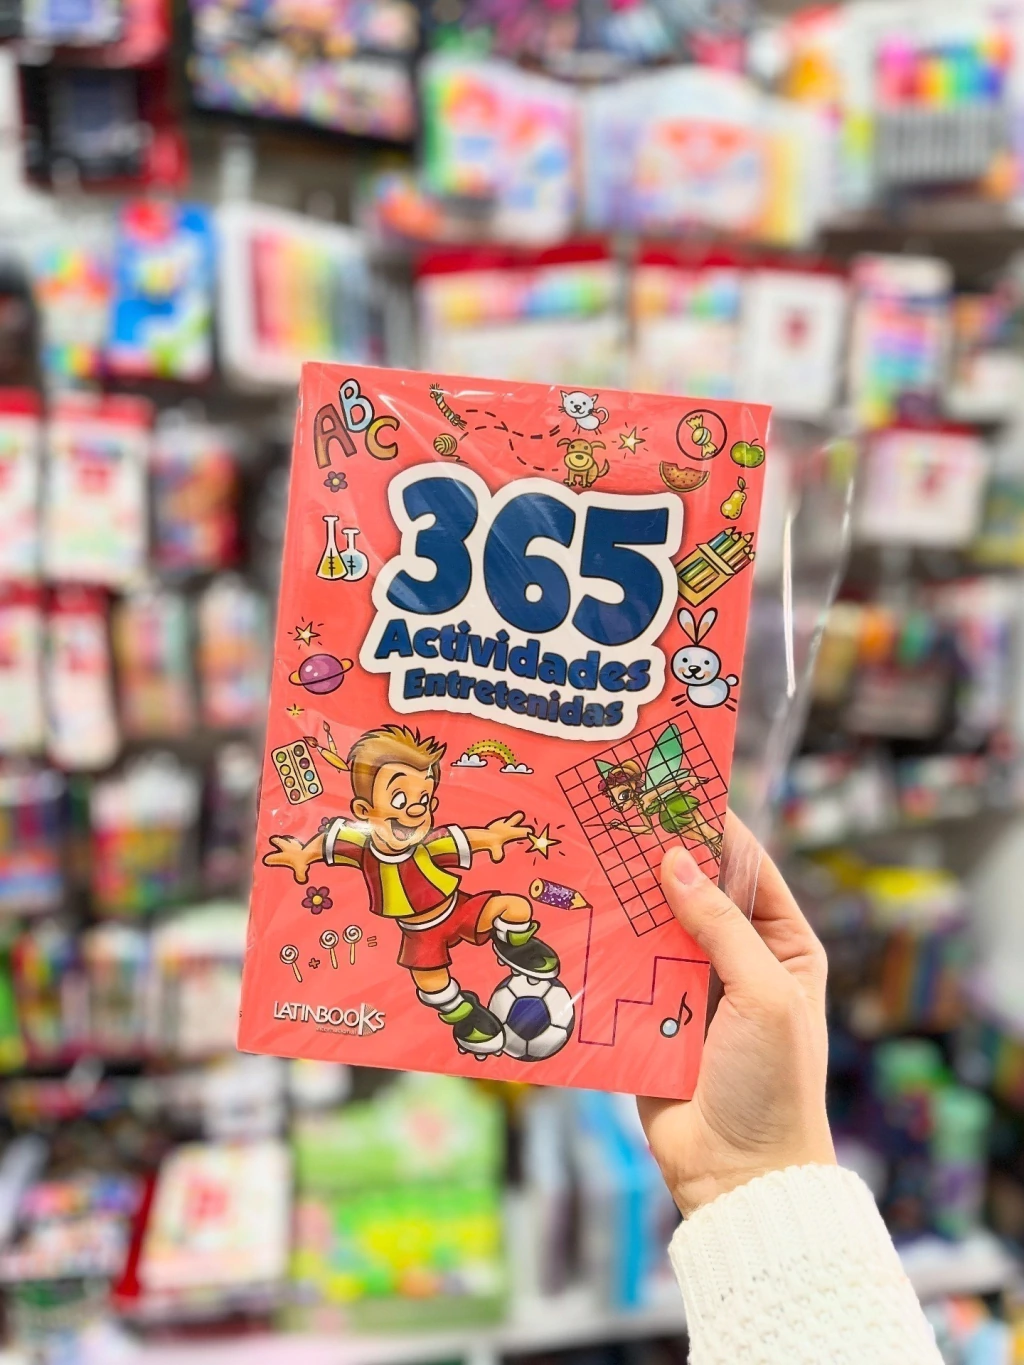 ABC
365
Actividades
Entretenidas
LATINBOOKS